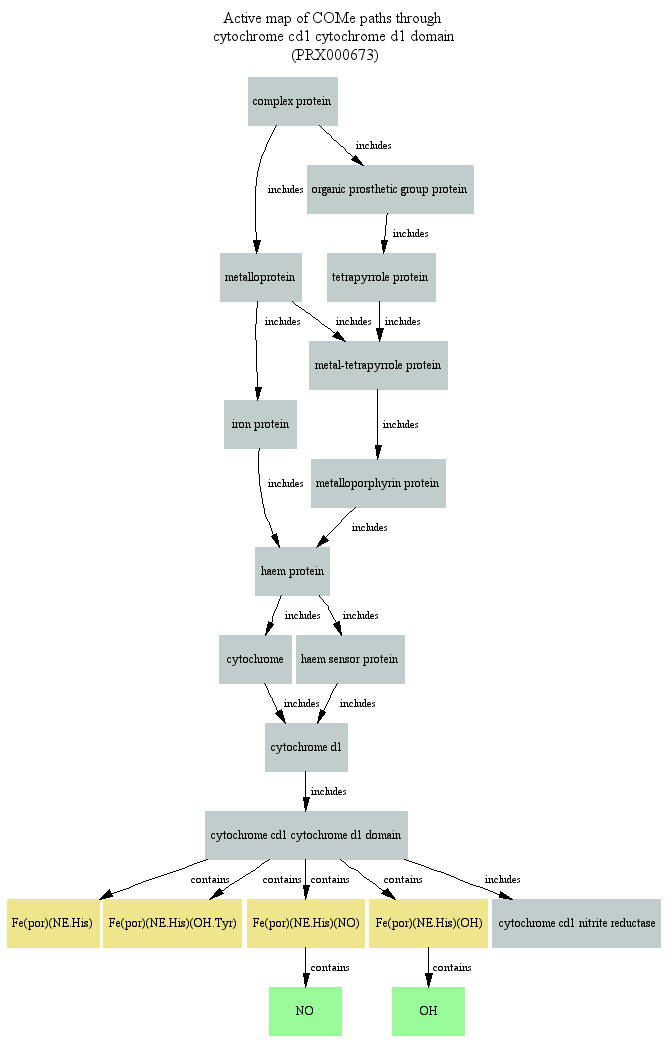 Active map of COMe paths through
cytochrome cd1 cytochrome d1 domain
(PRX000673)
complex protein
includes
organic prosthetic group protein
includes
includes
metalloprotein
tetrapyrrole protein
includes
includes
includes
metal-tetrapyrrole protein
iron protein
includes
includes
metalloporphyrin protein
includes
haem protein
includes
includes
cytochrome
haem sensor protein
includes
includes
cytochrome d1
includes
cytochrome cd1 cytochrome d1 domain
contains
contains
contains
contains
includes
Fe(por)(NE.His)
Fe(por)(NE.His)(OH.Tyr)
Fe(por)(NE.His)(NO)
Fe(por)(NE.His)(OH)
cytochrome cd1 nitrite reductase
contains
contains
NO
OH